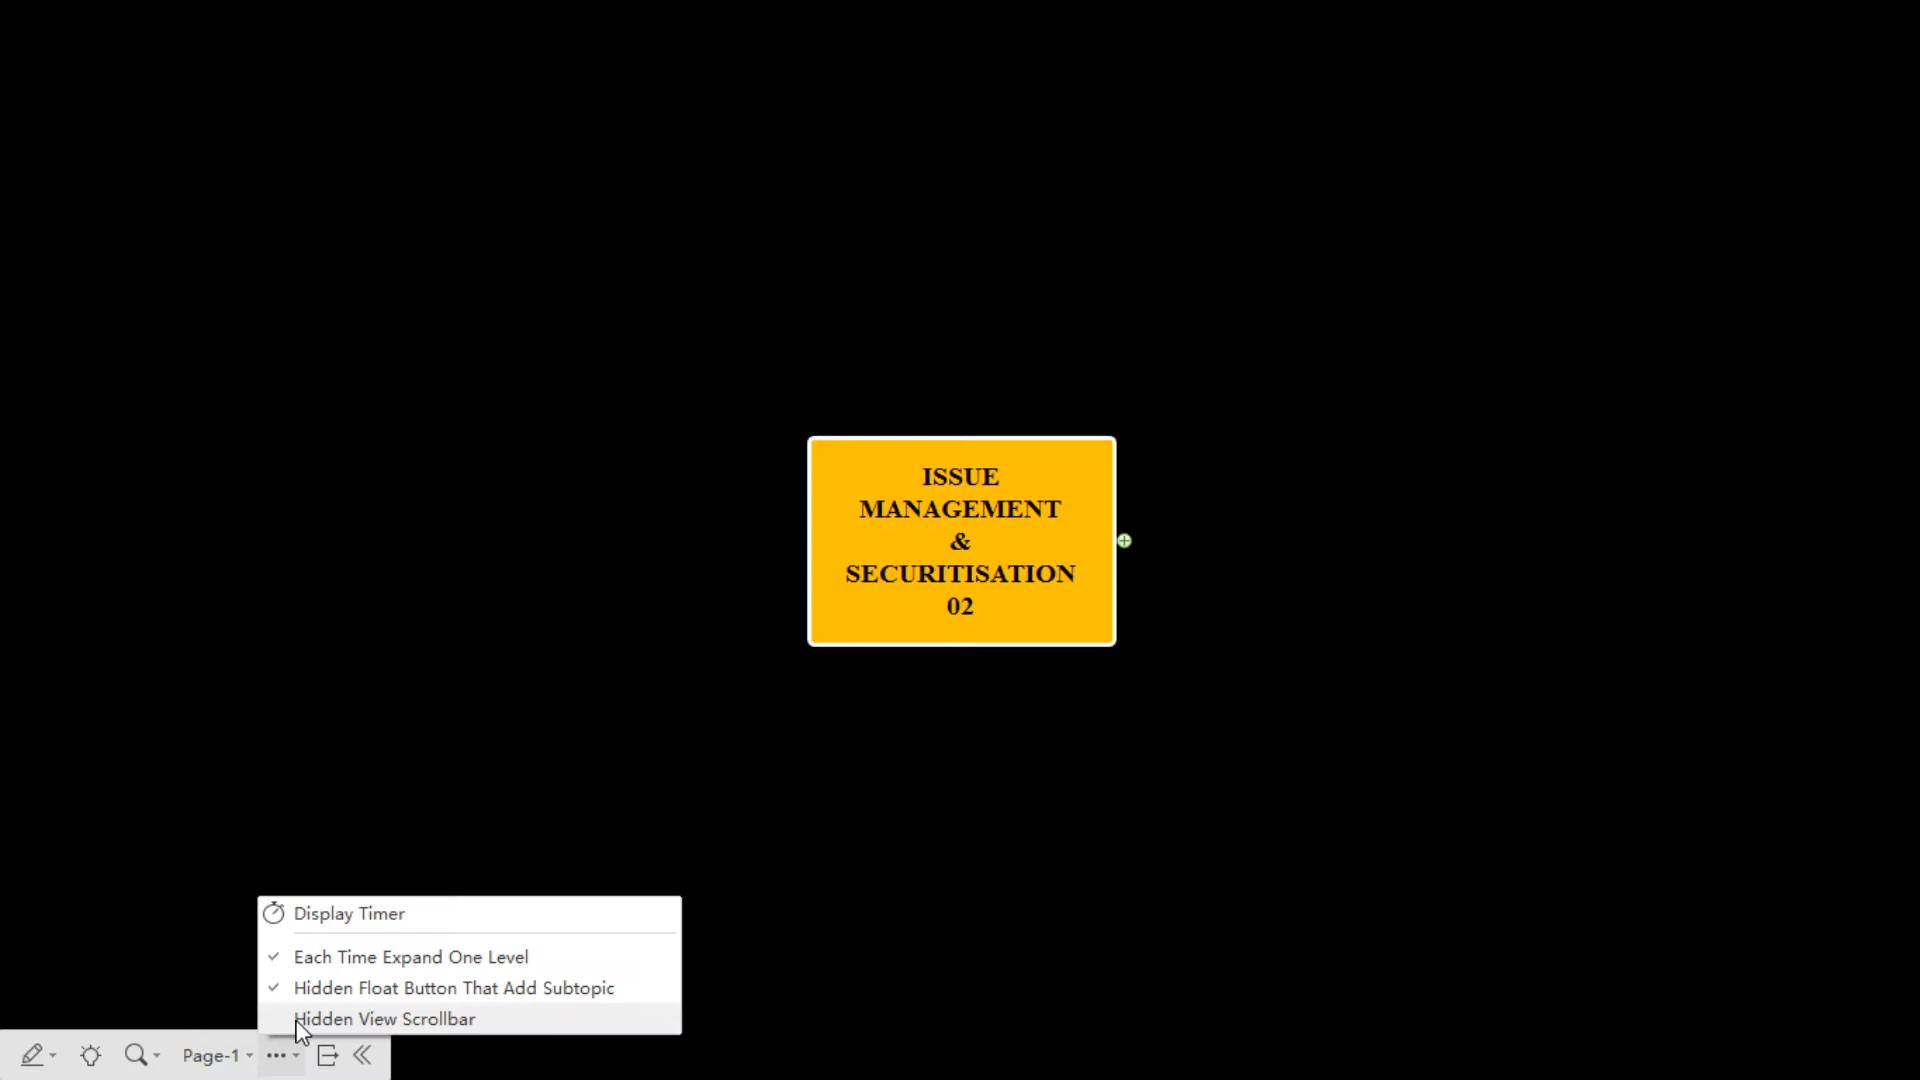 ISSUE
MANAGEMENT
&
SECURITISATION
02
Display Timer
Each Time Expand One Level
Hidden Float Button That Add Subtopic
Hidden View Scrollbar
Page-1